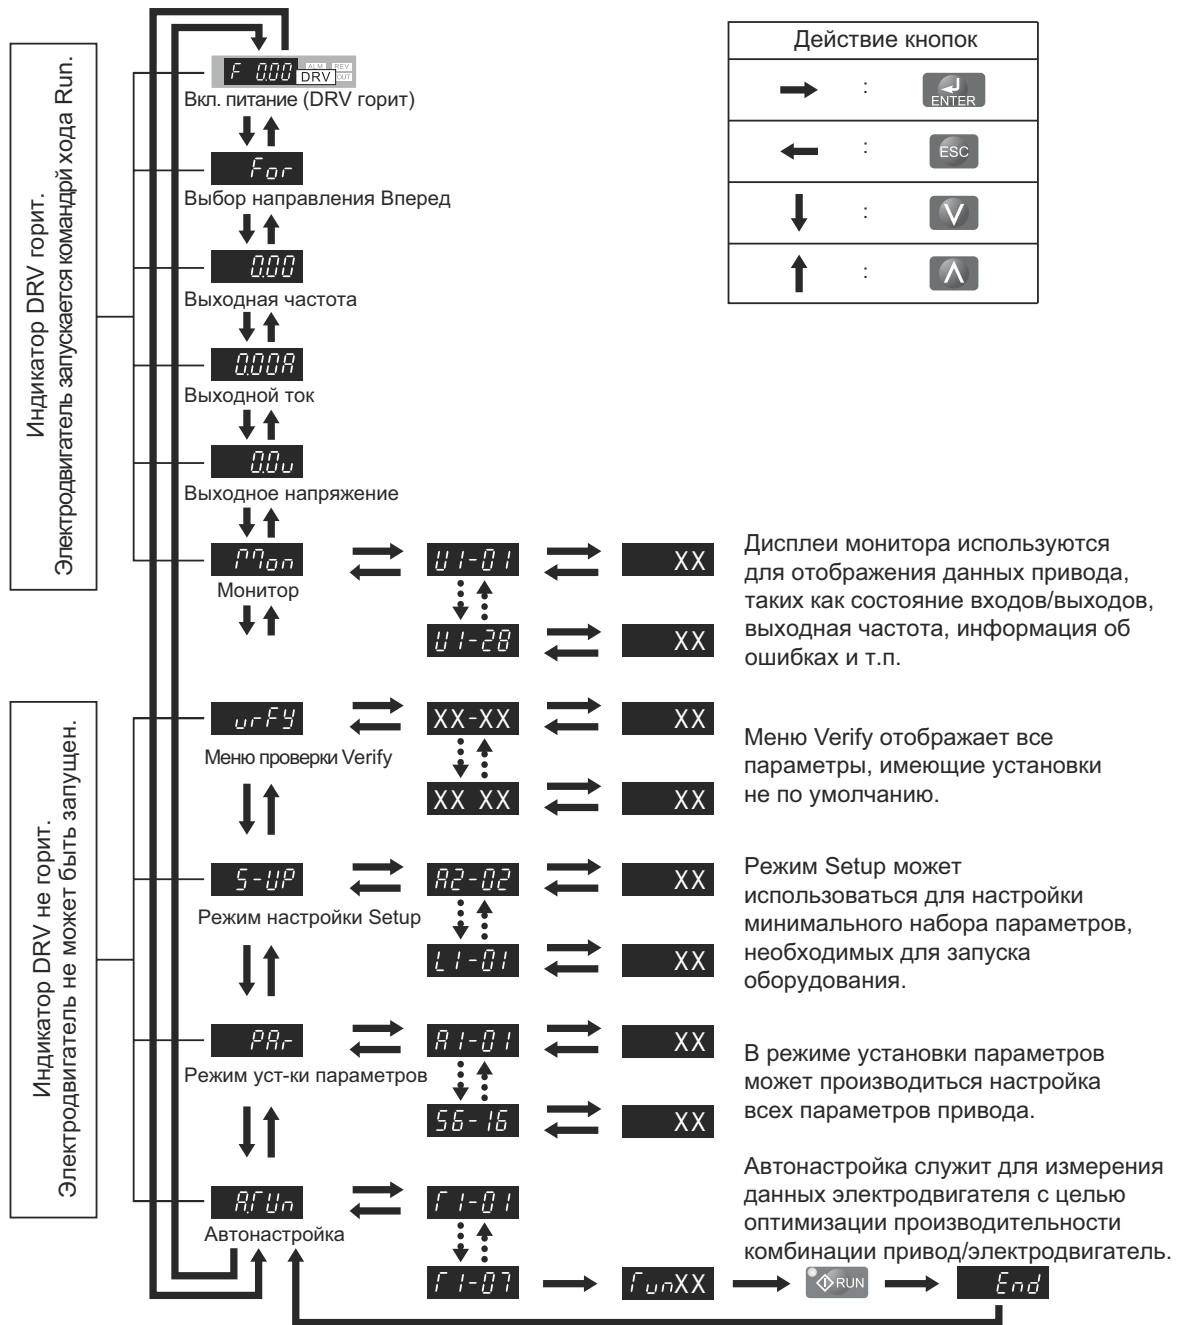 Индикатор DRV горит.
Электродвигатель запускается командрй хода Run.
F 0.00 DRV ALM REV OUT
Вкл. питание (DRV горит)
For
Выбор направления Вперед
0.00
Выходная частота
0.00A
Выходной ток
0.0v
Выходное напряжение
Mon
Монитор
U1-01
XX
U1-28
XX
Дисплеи монитора используются
для отображения данных привода,
таких как состояние входов/выходов,
выходная частота, информация об
ошибках и т.п.
Действие кнопок
: ENTER
: ESC
: V
: Λ
Индикатор DRV не горит.
Электродвигатель не может быть запущен.
vrFY
Меню проверки Verify
XX-XX
XX
XX XX
XX
Меню Verify отображает все
параметры, имеющие установки
не по умолчанию.
S-UP
Режим настройки Setup
A2-02
XX
L1-01
XX
Режим Setup может
использоваться для настройки
минимального набора параметров,
необходимых для запуска
оборудования.
PAr
Режим уст-ки параметров
A1-01
XX
S6-16
XX
В режиме установки параметров
может производиться настройка
всех параметров привода.
A.TUn
Автонастройка
T1-01
T1-07
TunXX
RUN
End
Автонастройка служит для измерения
данных электродвигателя с целью
оптимизации производительности
комбинации привод/электродвигатель.